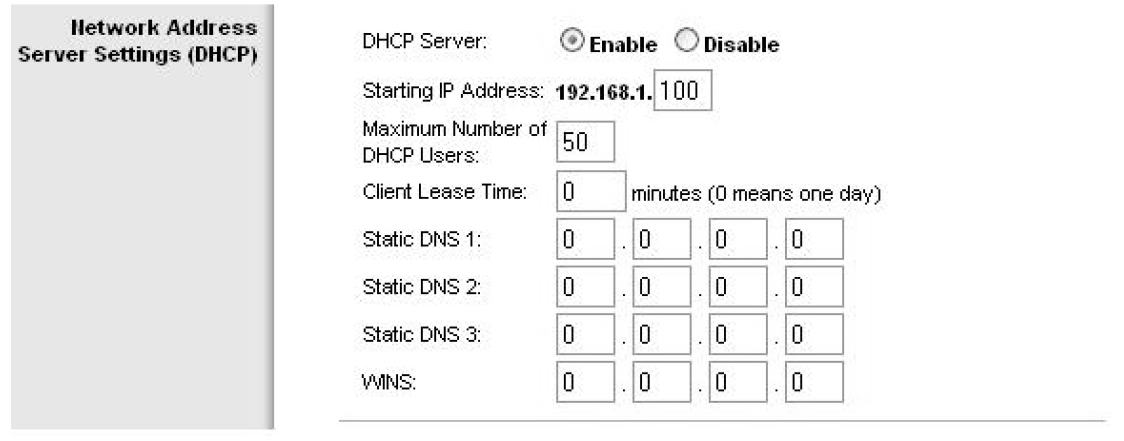 Network Address
Server Settings (DHCP)
DHCP Server: Enable Disable
Starting IP Address: 192.168.1. 100
Maximum Number of
DHCP Users: 50
Client Lease Time: 0 minutes (0 means one day)
Static DNS 1: 0 . 0 . 0 . 0
Static DNS 2: 0 . 0 . 0 . 0
Static DNS 3: 0 . 0 . 0 . 0
WINS: 0 . 0 . 0 . 0